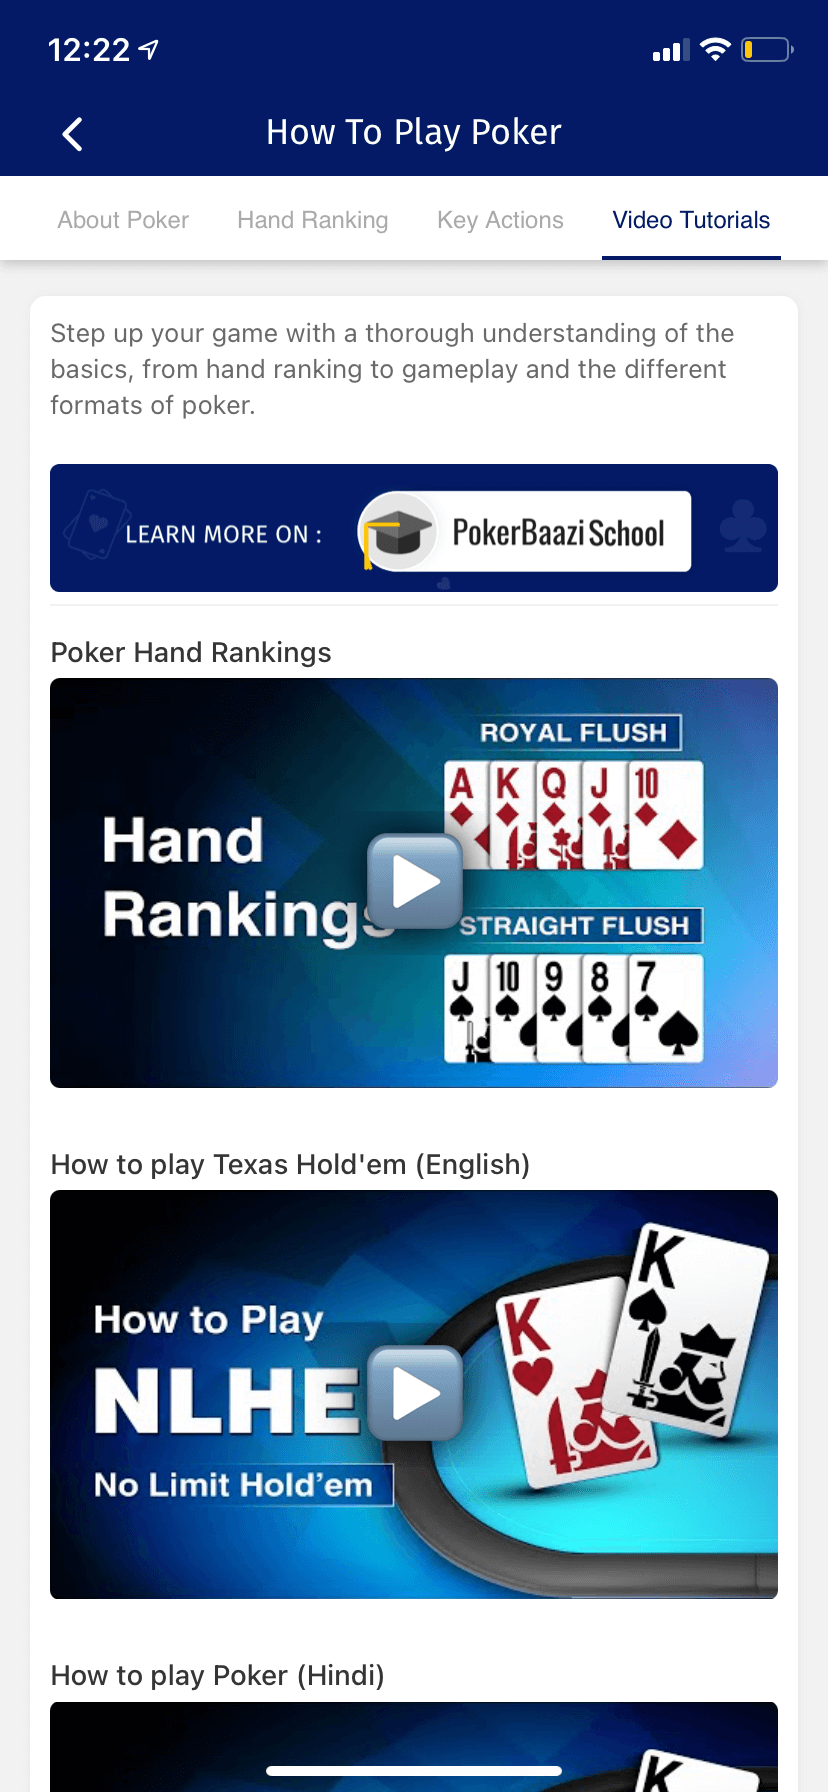 12:22
How To Play Poker
About Poker
Hand Ranking
Key Actions
Video Tutorials
Step up your game with a thorough understanding of the
basics, from hand ranking to gameplay and the different
formats of poker.
LEARN MORE ON :
PokerBaazi School
Poker Hand Rankings
Hand
Rankings
ROYAL FLUSH
A K Q J 10
STRAIGHT FLUSH
J 10 9 8 7
How to play Texas Hold'em (English)
How to Play
NLHE
No Limit Hold’em
K
K
How to play Poker (Hindi)
K